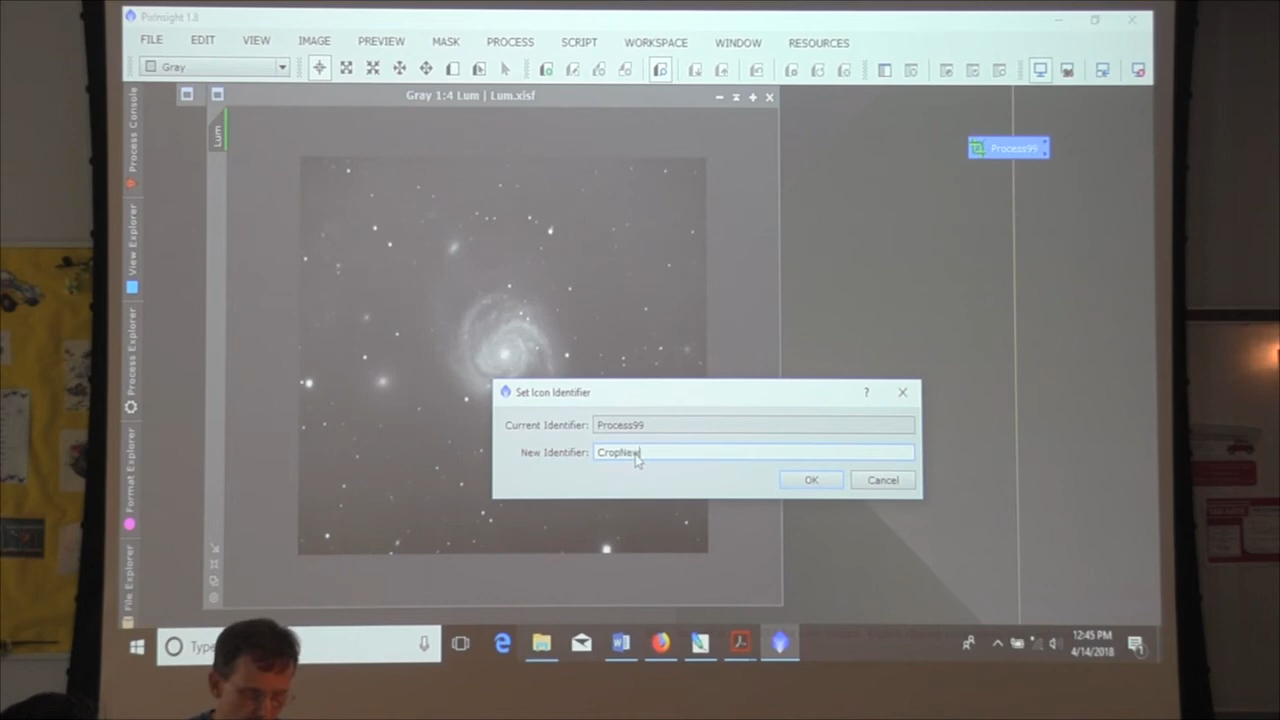 PixInsight 1.8
FILE EDIT VIEW IMAGE PREVIEW MASK PROCESS SCRIPT WORKSPACE WINDOW RESOURCES
Gray
Gray 1:4 Lum | Lum.xisf
Process Console
View Explorer
Process Explorer
Format Explorer
File Explorer
Lum
Process99
Set Icon Identifier
Current Identifier: Process99
New Identifier: CropNew
OK Cancel
Type
12:45 PM
4/14/2018